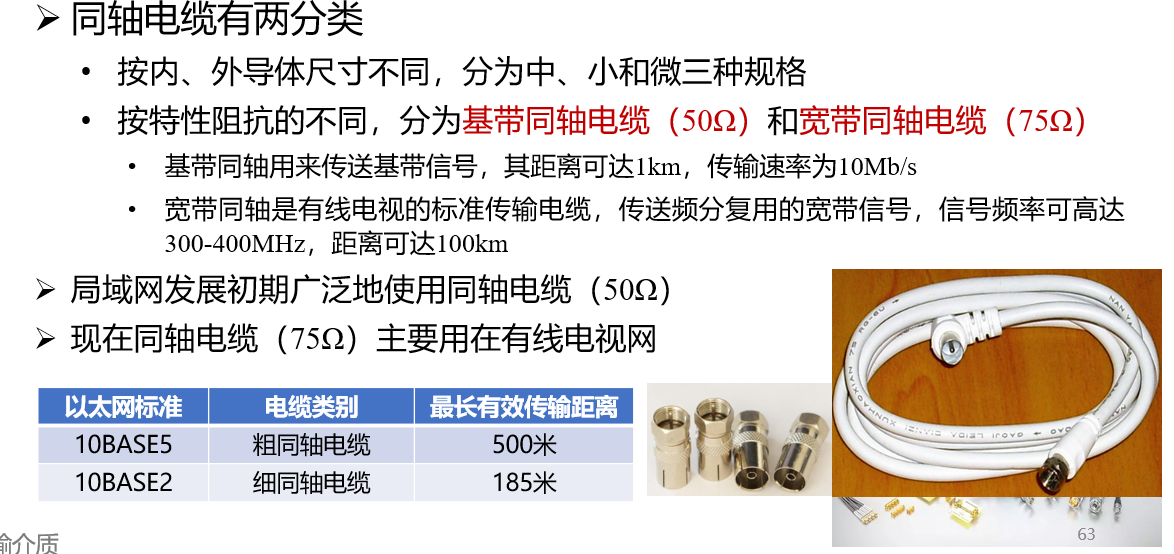 同轴电缆有两分类
按内、外导体尺寸不同，分为中、小和微三种规格
按特性阻抗的不同，分为基带同轴电缆（50Ω）和宽带同轴电缆（75Ω）
基带同轴用来传送基带信号，其距离可达1km，传输速率为10Mb/s
宽带同轴是有线电视的标准传输电缆，传送频分复用的宽带信号，信号频率可高达
300-400MHz，距离可达100km
局域网发展初期广泛地使用同轴电缆（50Ω）
现在同轴电缆（75Ω）主要用在有线电视网
以太网标准 电缆类别 最长有效传输距离
10BASE5 粗同轴电缆 500米
10BASE2 细同轴电缆 185米
输介质
63